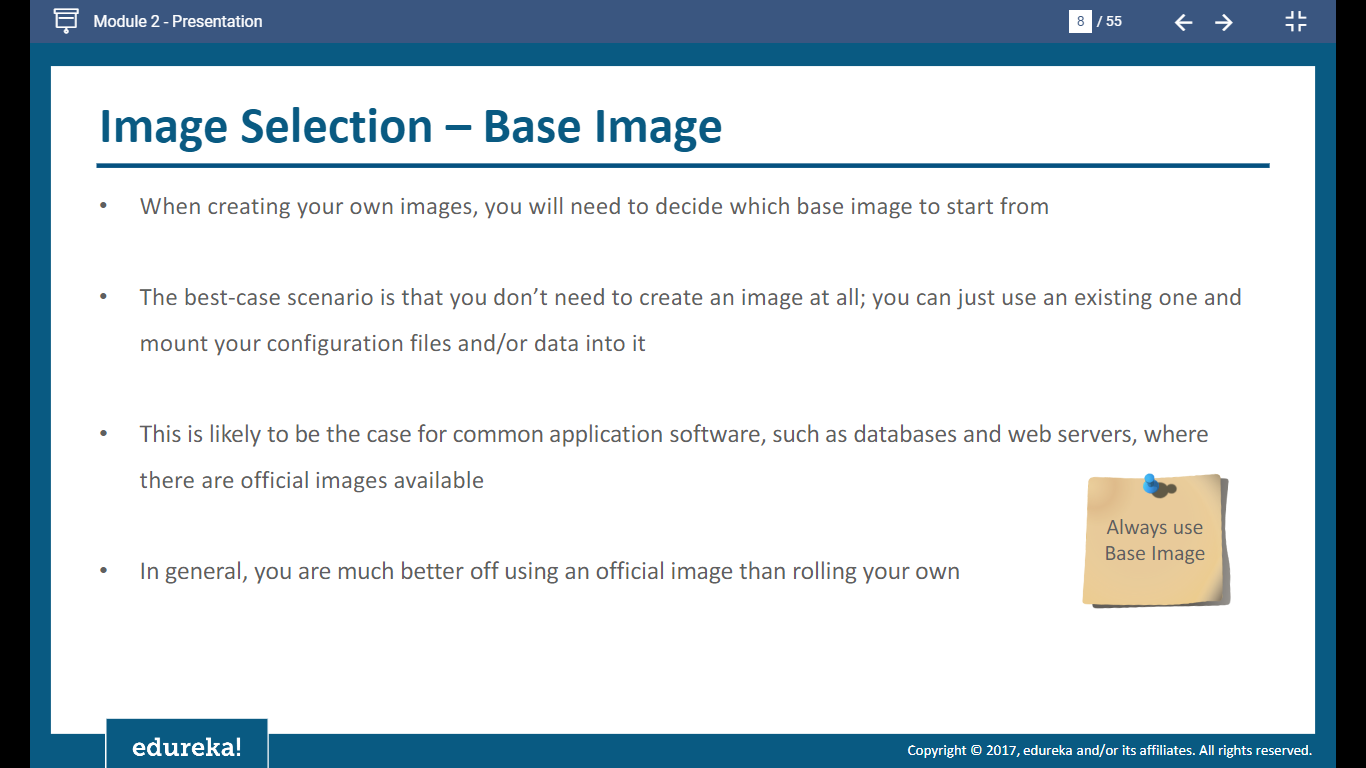 Module 2 - Presentation
8 / 55
Image Selection – Base Image
• When creating your own images, you will need to decide which base image to start from
• The best-case scenario is that you don’t need to create an image at all; you can just use an existing one and
mount your configuration files and/or data into it
• This is likely to be the case for common application software, such as databases and web servers, where
there are official images available
Always use
Base Image
• In general, you are much better off using an official image than rolling your own
edureka!
Copyright © 2017, edureka and/or its affiliates. All rights reserved.